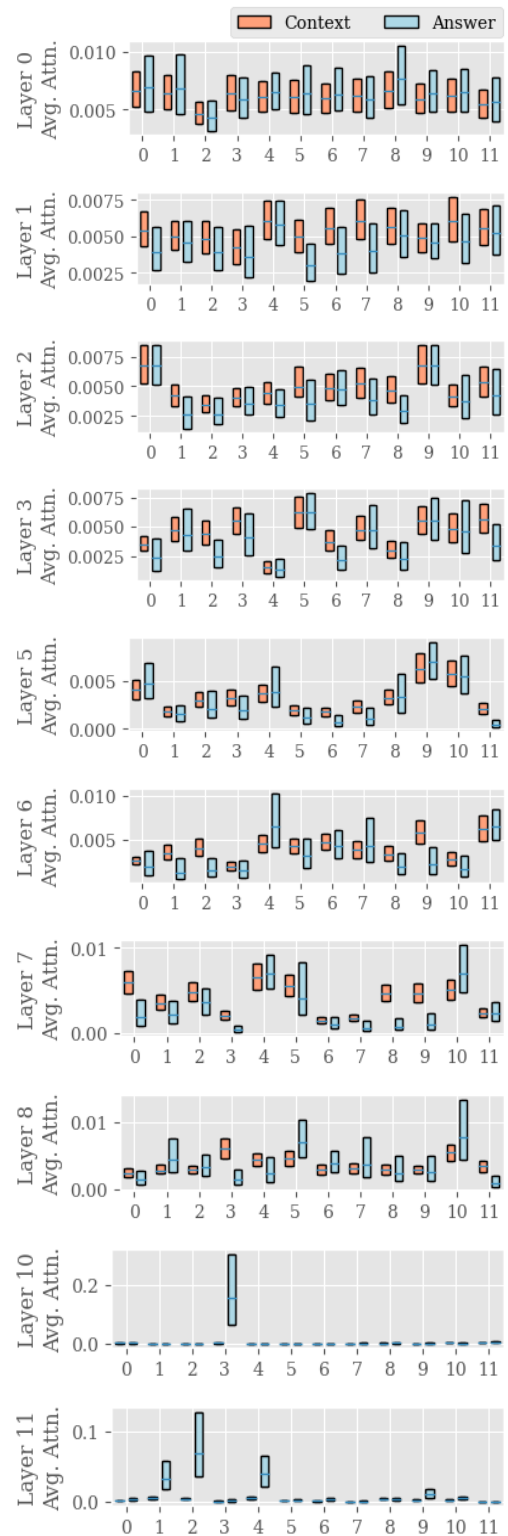 Context Answer
Layer 0
Avg. Attn.
0.010
0.005
0 1 2 3 4 5 6 7 8 9 10 11
Layer 1
Avg. Attn.
0.0075
0.0050
0.0025
0 1 2 3 4 5 6 7 8 9 10 11
Layer 2
Avg. Attn.
0.0075
0.0050
0.0025
0 1 2 3 4 5 6 7 8 9 10 11
Layer 3
Avg. Attn.
0.0075
0.0050
0.0025
0 1 2 3 4 5 6 7 8 9 10 11
Layer 5
Avg. Attn.
0.005
0.000
0 1 2 3 4 5 6 7 8 9 10 11
Layer 6
Avg. Attn.
0.010
0.005
0 1 2 3 4 5 6 7 8 9 10 11
Layer 7
Avg. Attn.
0.01
0.00
0 1 2 3 4 5 6 7 8 9 10 11
Layer 8
Avg. Attn.
0.01
0.00
0 1 2 3 4 5 6 7 8 9 10 11
Layer 10
Avg. Attn.
0.2
0.0
0 1 2 3 4 5 6 7 8 9 10 11
Layer 11
Avg. Attn.
0.1
0.0
0 1 2 3 4 5 6 7 8 9 10 11